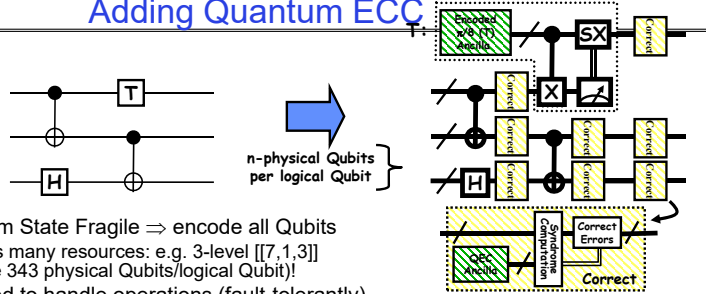 Adding Quantum ECC
T:
Encoded
π/8 (T)
Ancilla
SX
Correct
T
Correct
X
n-physical Qubits
per logical Qubit
Correct
Correct
Correct
H
H
Correct
Correct
Correct
m State Fragile ⇒ encode all Qubits
s many resources: e.g. 3-level [[7,1,3]]
343 physical Qubits/logical Qubit)!
d to handle operations (fault-tolerantly)
Syndrome
Computation
Correct
Errors
QEC
Ancilla
Correct